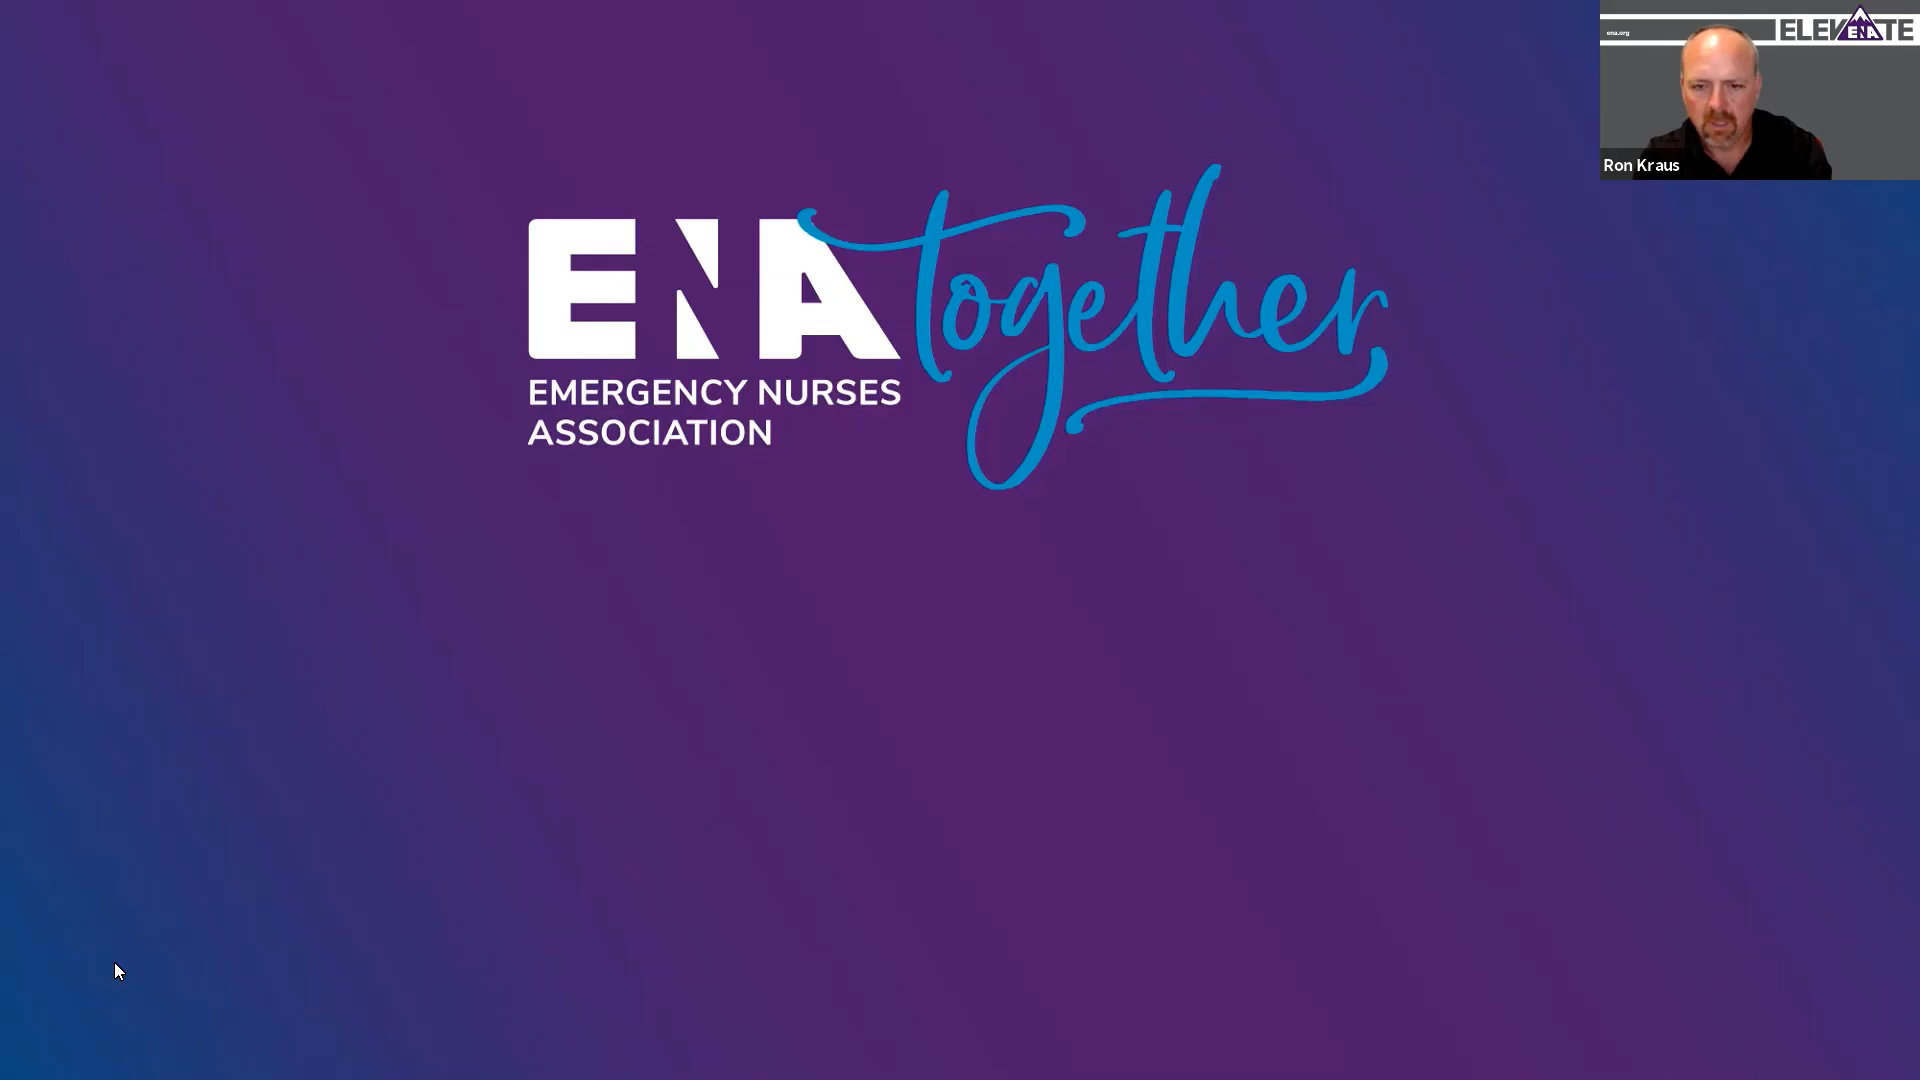 ena.org
ELEVATE
ENA
Ron Kraus
ENA together
EMERGENCY NURSES
ASSOCIATION